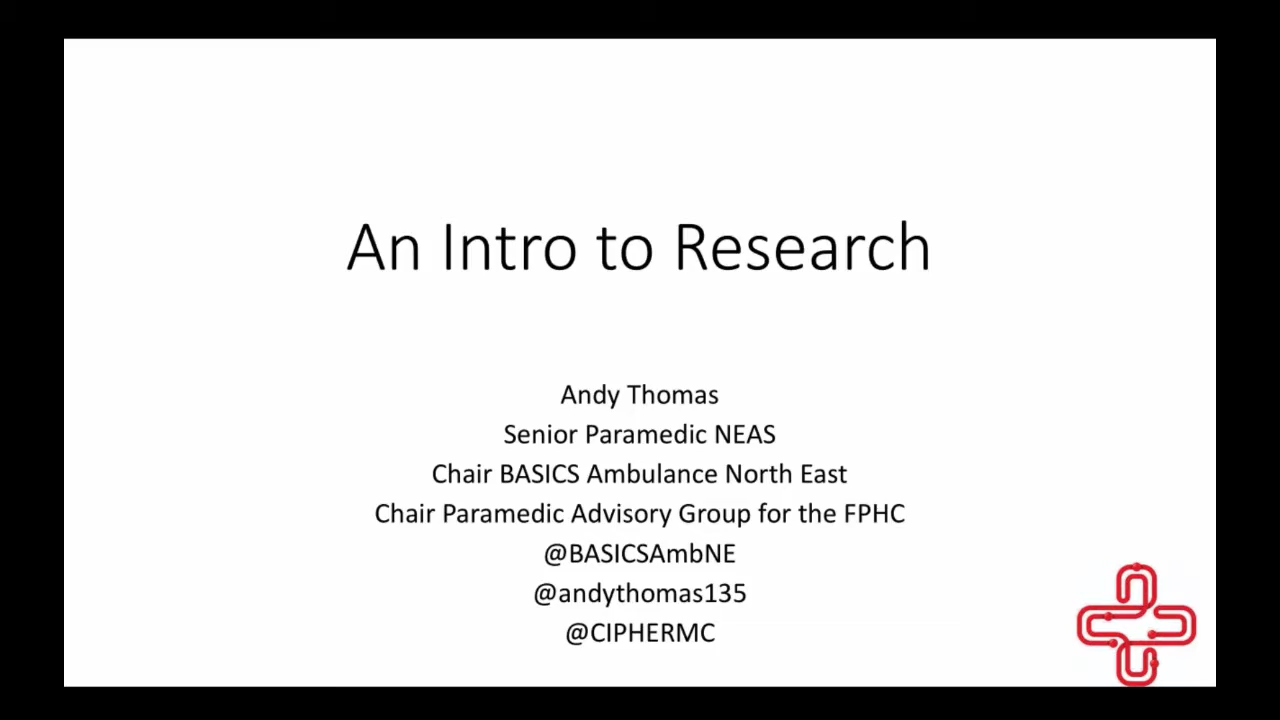 An Intro to Research
Andy Thomas
Senior Paramedic NEAS
Chair BASICS Ambulance North East
Chair Paramedic Advisory Group for the FPHC
@BASICSAmbNE
@andythomas135
@CIPHERMC